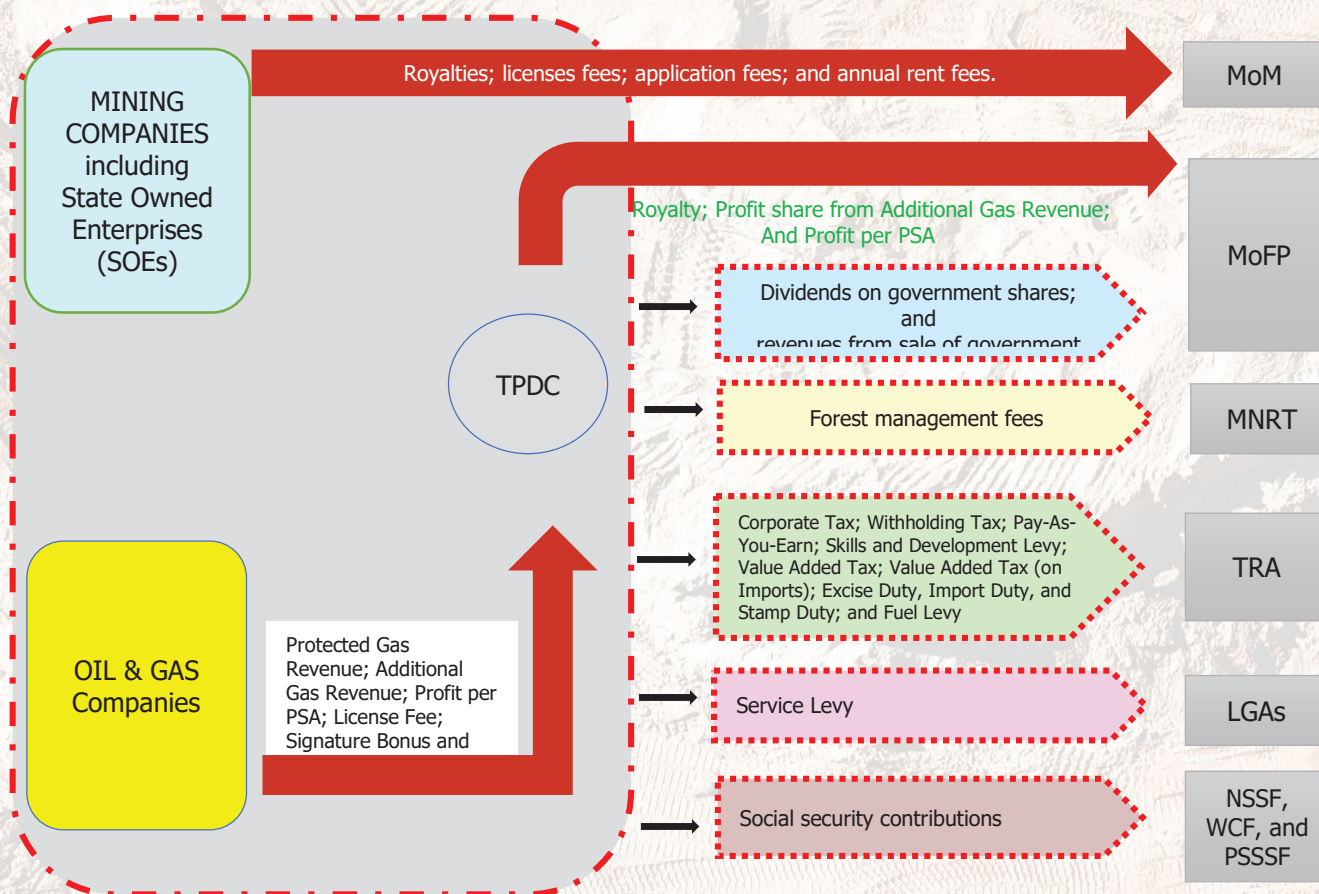 MINING
COMPANIES
including
State Owned
Enterprises
(SOEs)
Royalties; licenses fees; application fees; and annual rent fees.
MoM
Royalty; Profit share from Additional Gas Revenue;
And Profit per PSA
MoFP
Dividends on government shares;
and
revenues from sale of government
TPDC
Forest management fees
MNRT
Corporate Tax; Withholding Tax; Pay-As-
You-Earn; Skills and Development Levy;
Value Added Tax; Value Added Tax (on
Imports); Excise Duty, Import Duty, and
Stamp Duty; and Fuel Levy
TRA
OIL & GAS
Companies
Protected Gas
Revenue; Additional
Gas Revenue; Profit per
PSA; License Fee;
Signature Bonus and
Service Levy
LGAs
Social security contributions
NSSF,
WCF, and
PSSSF